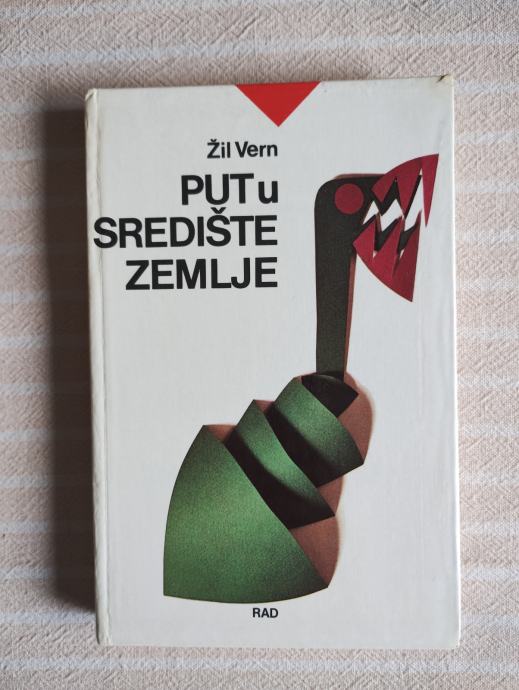 Žil Vern
PUT u
SREDIŠTE
ZEMLJE
RAD